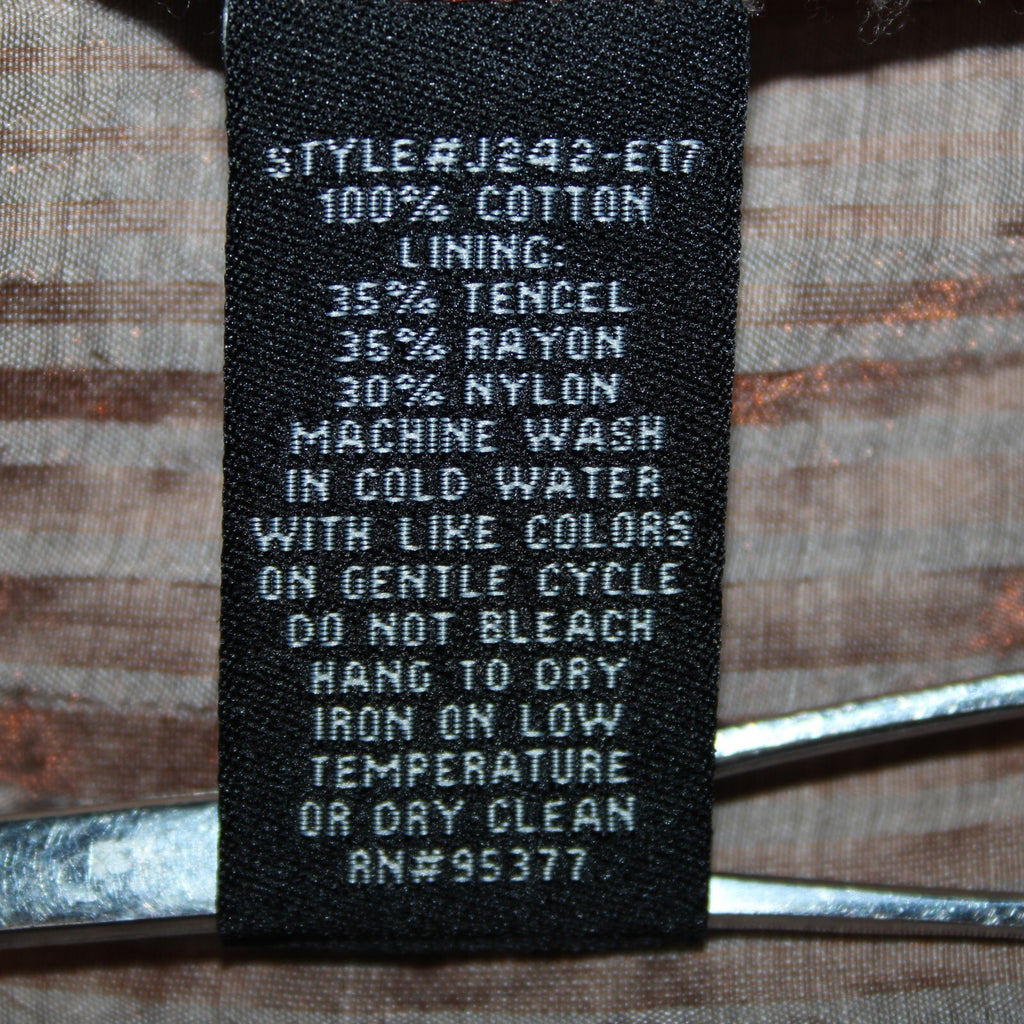 STYLE#J242-E17
100% COTTON
LINING:
35% TENCEL
35% RAYON
30% NYLON
MACHINE WASH
IN COLD WATER
WITH LIKE COLORS
ON GENTLE CYCLE
DO NOT BLEACH
HANG TO DRY
IRON ON LOW
TEMPERATURE
OR DRY CLEAN
RN#95377